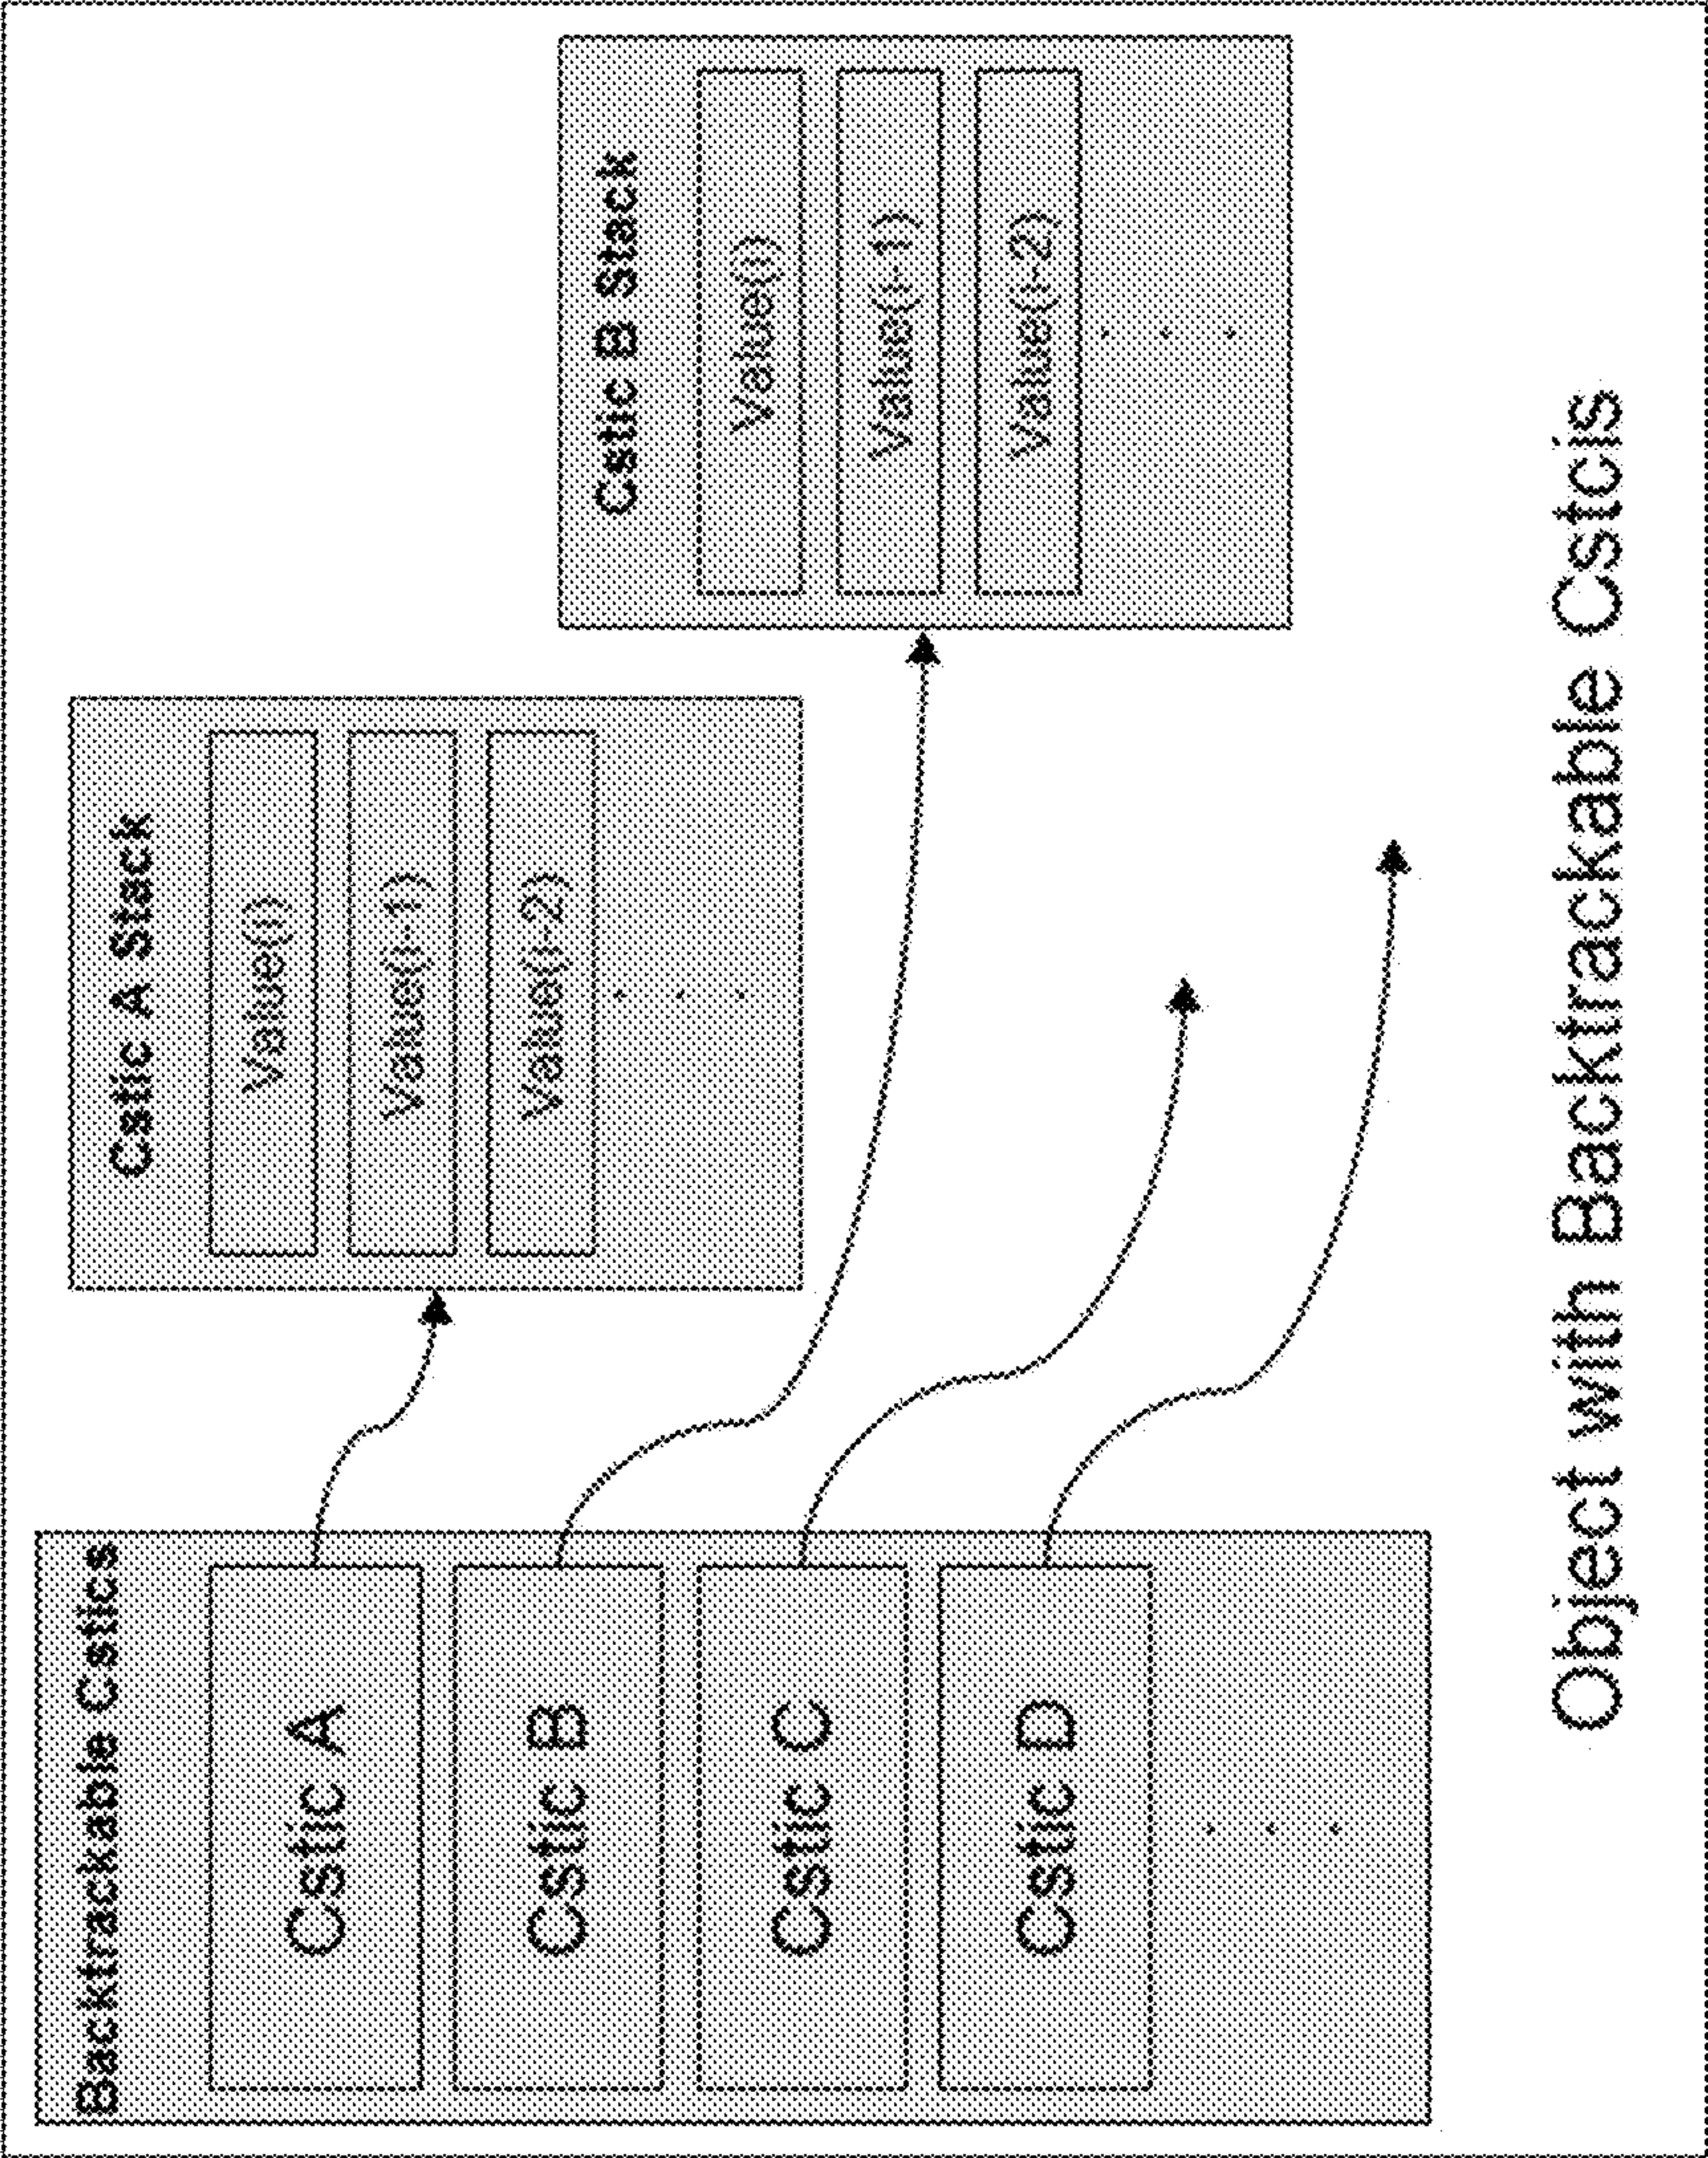 Backtrackable Cstics
Cstic A
Cstic B
Cstic C
Cstic D
. . .
Cstic A Stack
Value(i)
Value(i-1)
Value(i-2)
. . .
Cstic B Stack
Value(i)
Value(i-1)
Value(i-2)
. . .
Object with Backtrackable Cstcis